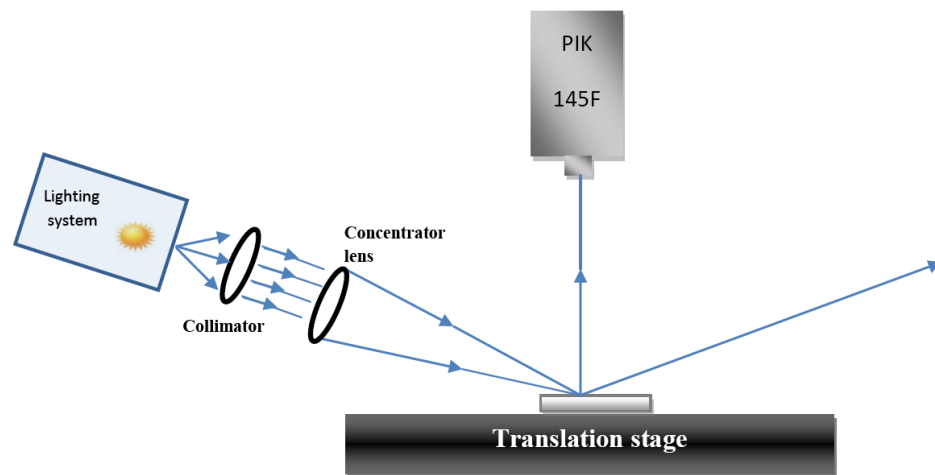 PIK
145F
Lighting
system
Concentrator
lens
Collimator
Translation stage